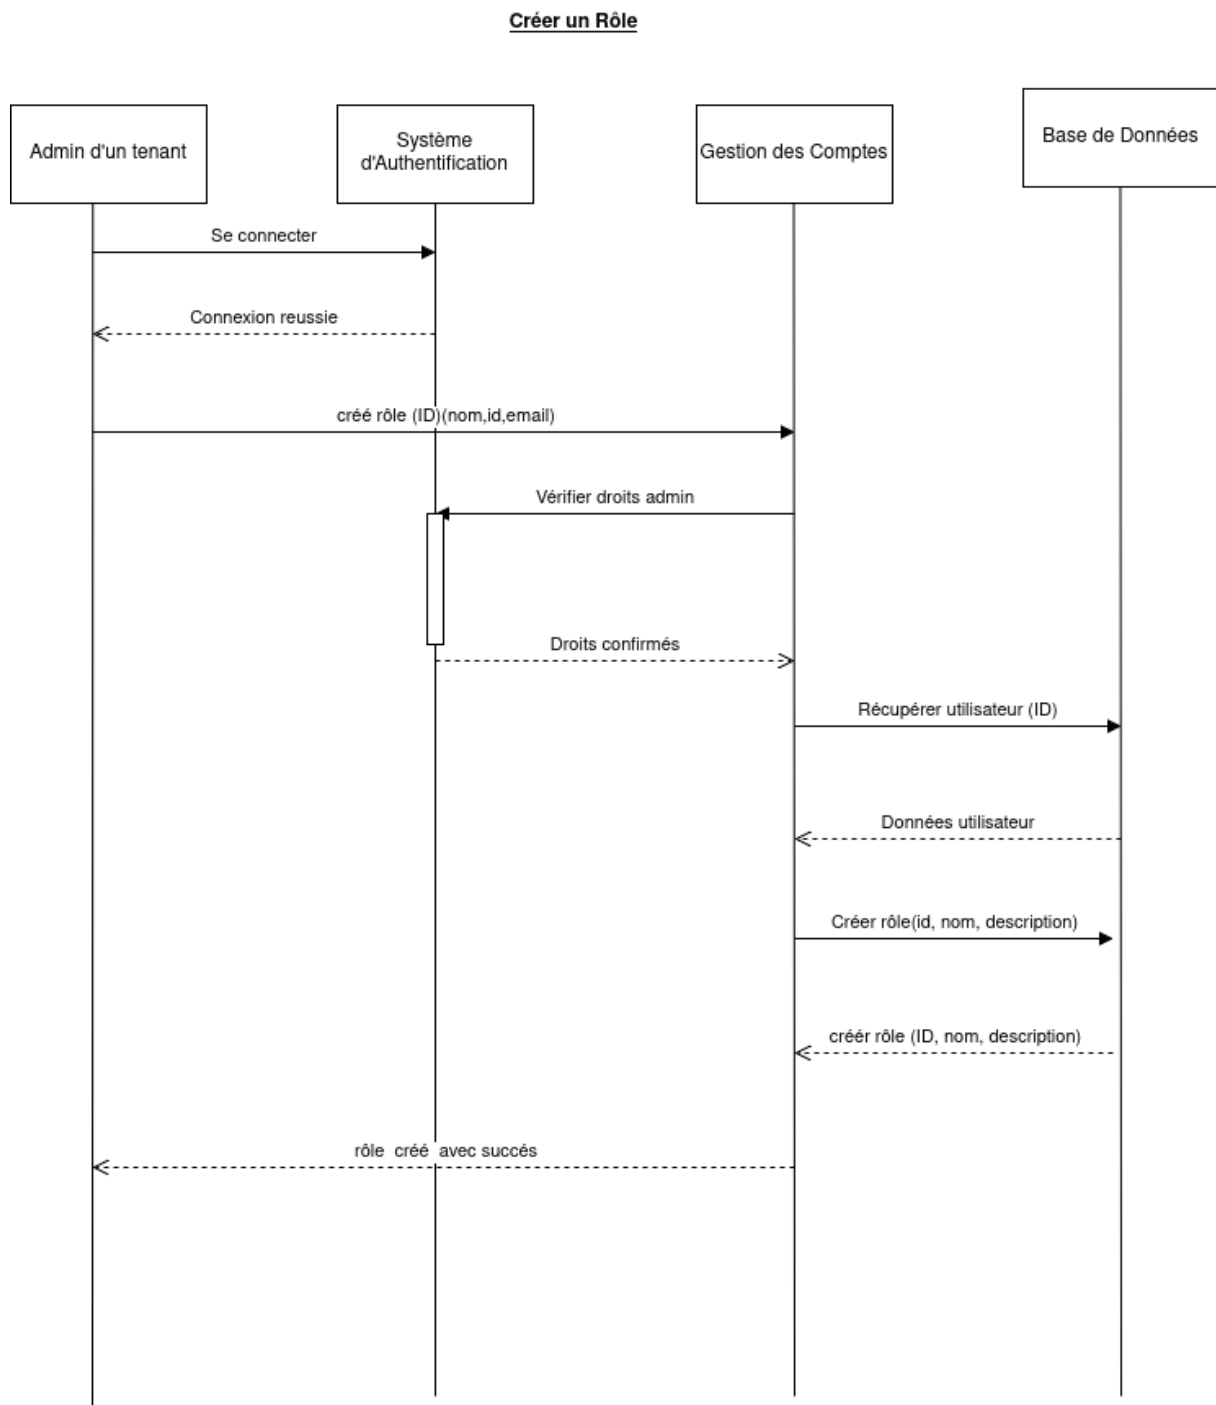 Créer un Rôle
Admin d'un tenant
Système
d'Authentification
Gestion des Comptes
Base de Données
Se connecter
Connexion reussie
créé rôle (ID)(nom,id,email)
Vérifier droits admin
Droits confirmés
Récupérer utilisateur (ID)
Données utilisateur
Créer rôle(id, nom, description)
créér rôle (ID, nom, description)
rôle créé avec succés